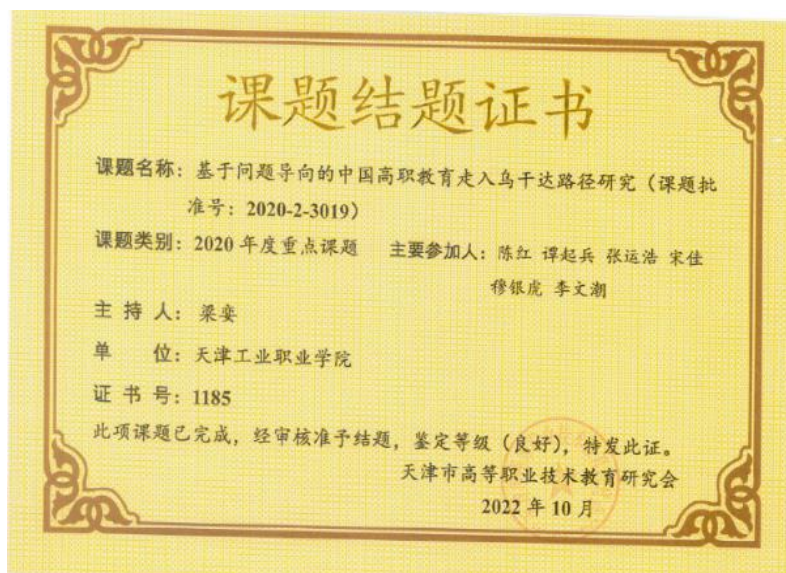 课题结题证书
课题名称：基于问题导向的中国高职教育走入乌干达路径研究（课题批
准号：2020-2-3019）
课题类别：2020年度重点课题 主要参加人：陈红 谭起兵 张运浩 宋佳
穆银虎 李文潮
主 持 人：梁娈
单 位：天津工业职业学院
证 书 号：1185
此项课题已完成，经审核准予结题，鉴定等级（良好），特发此证。
天津市高等职业技术教育研究会
2022年10月